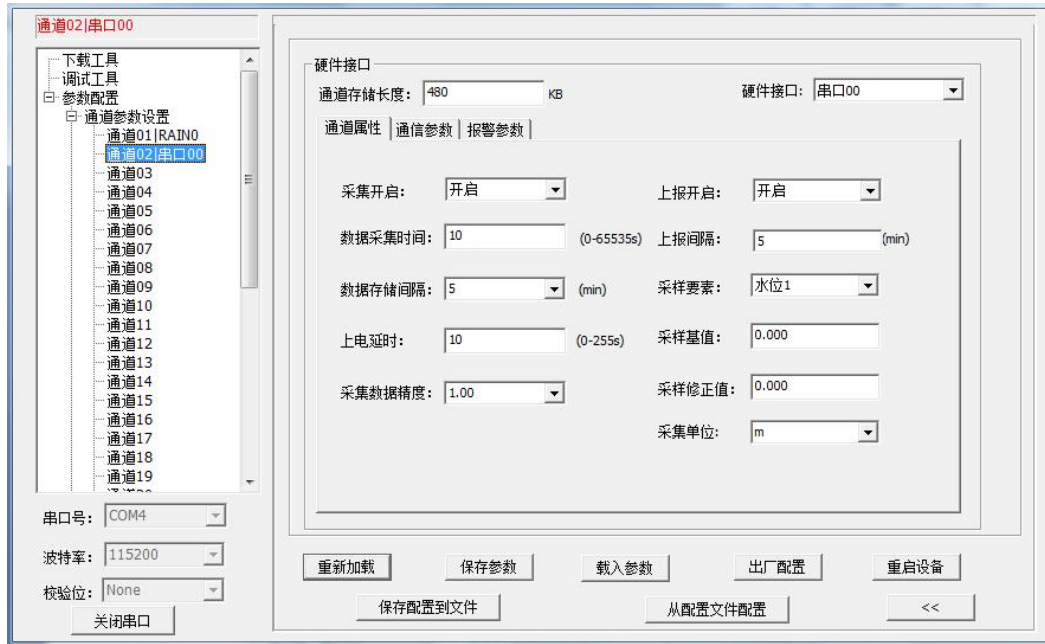 通道02|串口00
下载工具
调试工具
参数配置
通道参数设置
通道01|RAIN0
通道02|串口00
通道03
通道04
通道05
通道06
通道07
通道08
通道09
通道10
通道11
通道12
通道13
通道14
通道15
通道16
通道17
通道18
通道19
串口号: COM4
波特率: 115200
校验位: None
关闭串口
硬件接口
通道存储长度: 480 KB 硬件接口: 串口00
通道属性 通信参数 报警参数
采集开启: 开启 上报开启: 开启
数据采集时间: 10 (0-65535s) 上报间隔: 5 (min)
数据存储间隔: 5 (min) 采样要素: 水位1
上电延时: 10 (0-255s) 采样基值: 0.000
采集数据精度: 1.00 采样修正值: 0.000
采集单位: m
重新加载 保存参数 载入参数 出厂配置 重启设备
保存配置到文件 从配置文件配置 <<